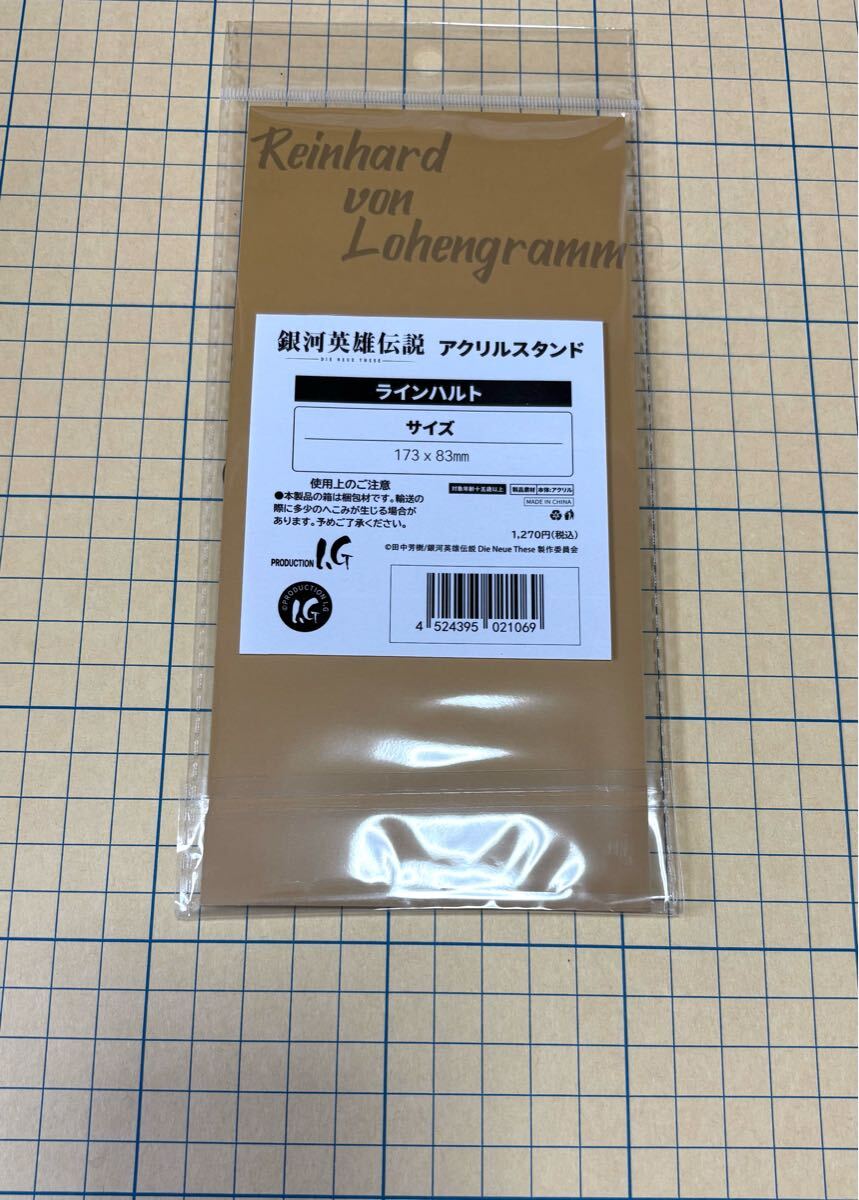 Reinhard
von
Lohengramm
銀河英雄伝説 アクリルスタンド
DIE NEUE THESE
ラインハルト
サイズ
173 x 83mm
使用上のご注意
●本製品の箱は梱包材です。輸送の
際に多少のへこみが生じる場合が
あります。予めご了承ください。
対象年齢十五歳以上 製品素材 本体:アクリル
MADE IN CHINA
1,270円(税込)
©田中芳樹/銀河英雄伝説 Die Neue These 製作委員会
PRODUCTION I.G
©PRODUCTION I.G
I.G
4 524395 021069